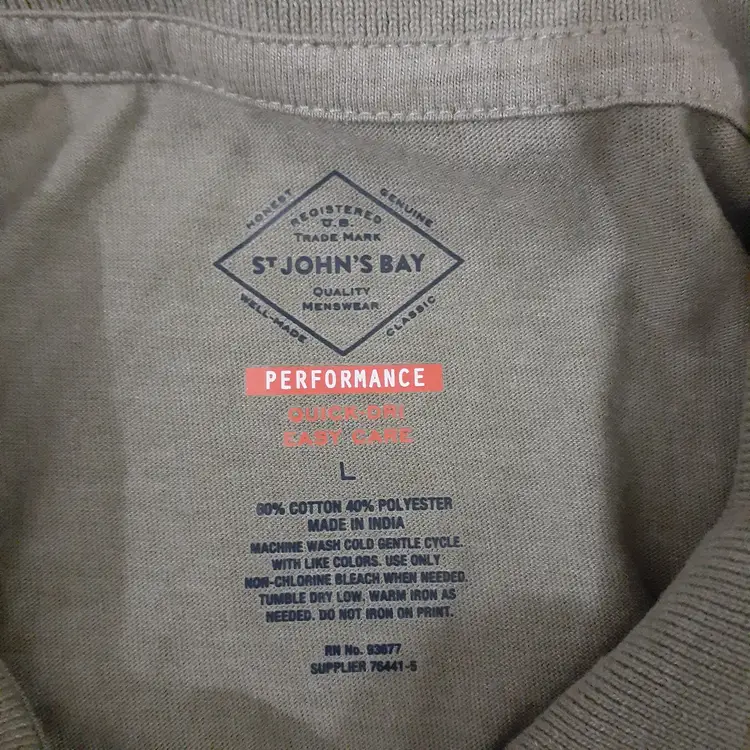 HONEST
GENUINE
REGISTERED
U.S.
TRADE MARK
ST JOHN'S BAY
QUALITY
MENSWEAR
WELL-MADE
CLASSIC
PERFORMANCE
QUICK-DRI
EASY CARE
L
60% COTTON 40% POLYESTER
MADE IN INDIA
MACHINE WASH COLD GENTLE CYCLE.
WITH LIKE COLORS. USE ONLY
NON-CHLORINE BLEACH WHEN NEEDED.
TUMBLE DRY LOW, WARM IRON AS
NEEDED. DO NOT IRON ON PRINT.
RN No. 93677
SUPPLIER 76441-5